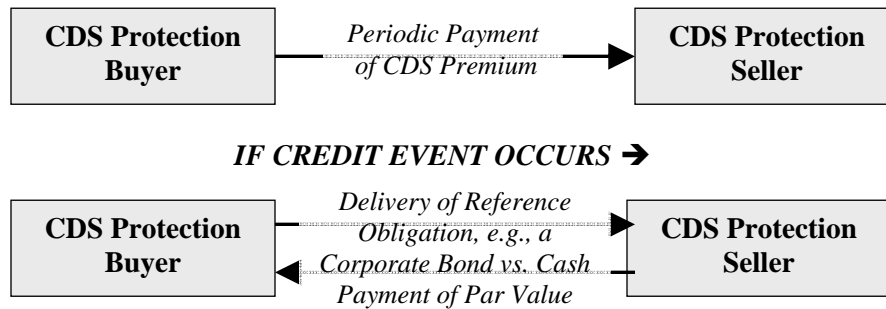 CDS Protection
Buyer
Periodic Payment
of CDS Premium
CDS Protection
Seller
IF CREDIT EVENT OCCURS ➔
CDS Protection
Buyer
Delivery of Reference
Obligation, e.g., a
Corporate Bond vs. Cash
Payment of Par Value
CDS Protection
Seller